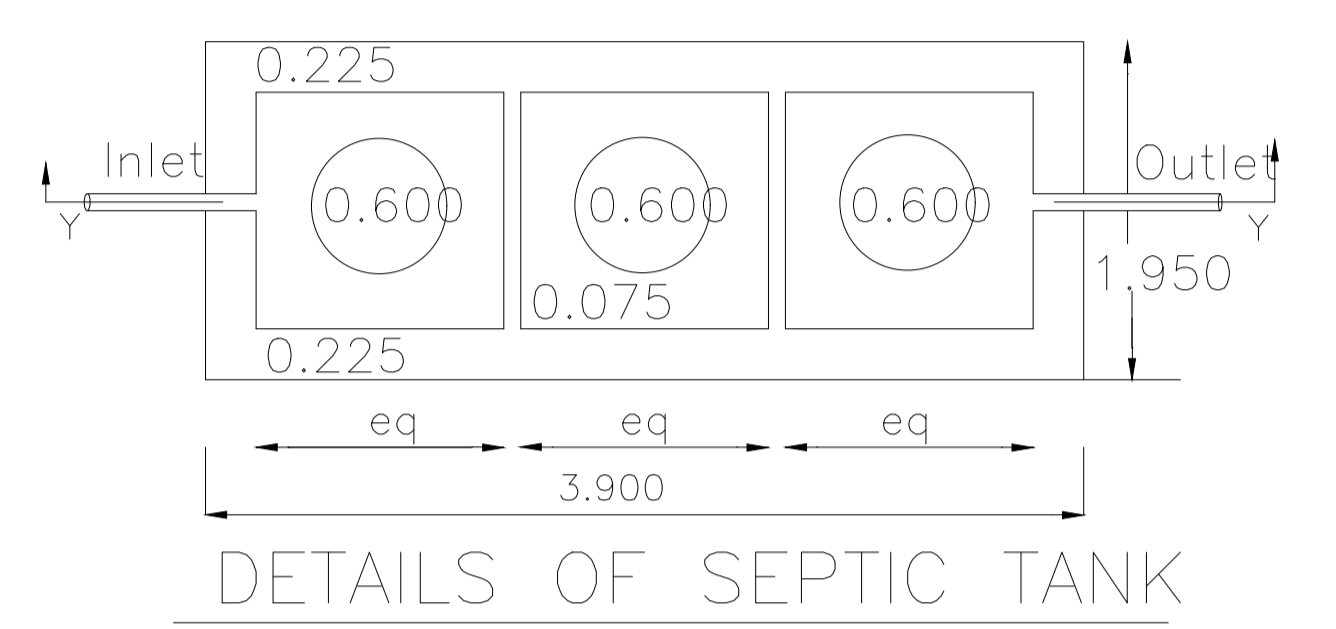 0.225
Inlet
Outlet
0.600
0.600
0.600
Y
Y
1.950
0.075
0.225
eq
eq
eq
3.900
DETAILS OF SEPTIC TANK